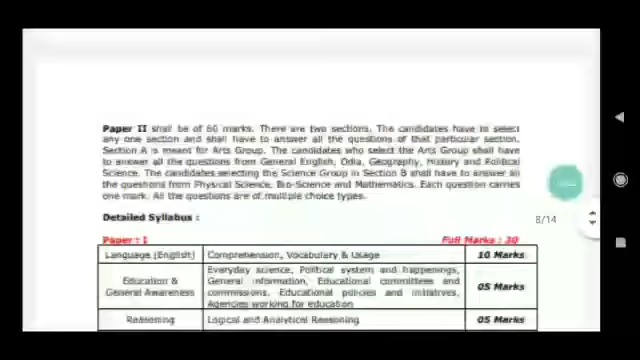 Paper II shall be of 60 marks. There are two sections. The candidates have to select
any one section and shall have to answer all the questions of that particular section.
Section A is meant for Arts Group. The candidates who select the Arts Group shall have
to answer all the questions from General English, Odia, Geography, History and Political
Science. The candidates selecting the Science Group in Section B shall have to answer all
the questions from Physical Science, Bio-Science and Mathematics. Each question carries
one mark. All the questions are of multiple choice types.
Detailed Syllabus :
8/14
Paper : I Full Marks : 30
Language (English) Comprehension, Vocabulary & Usage 10 Marks
Education & General Awareness
Everyday science, Political system and happenings,
General information, Educational committees and
commissions, Educational policies and initiatives,
Agencies working for education
05 Marks
Reasoning Logical and Analytical Reasoning 05 Marks